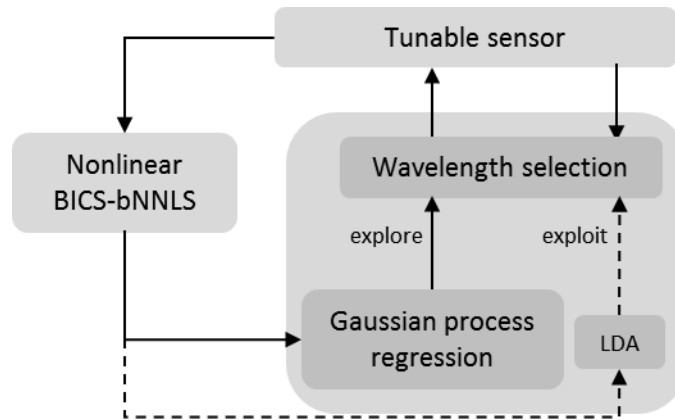 Tunable sensor
Nonlinear
BICS-bNNLS
Wavelength selection
explore
exploit
Gaussian process
regression
LDA